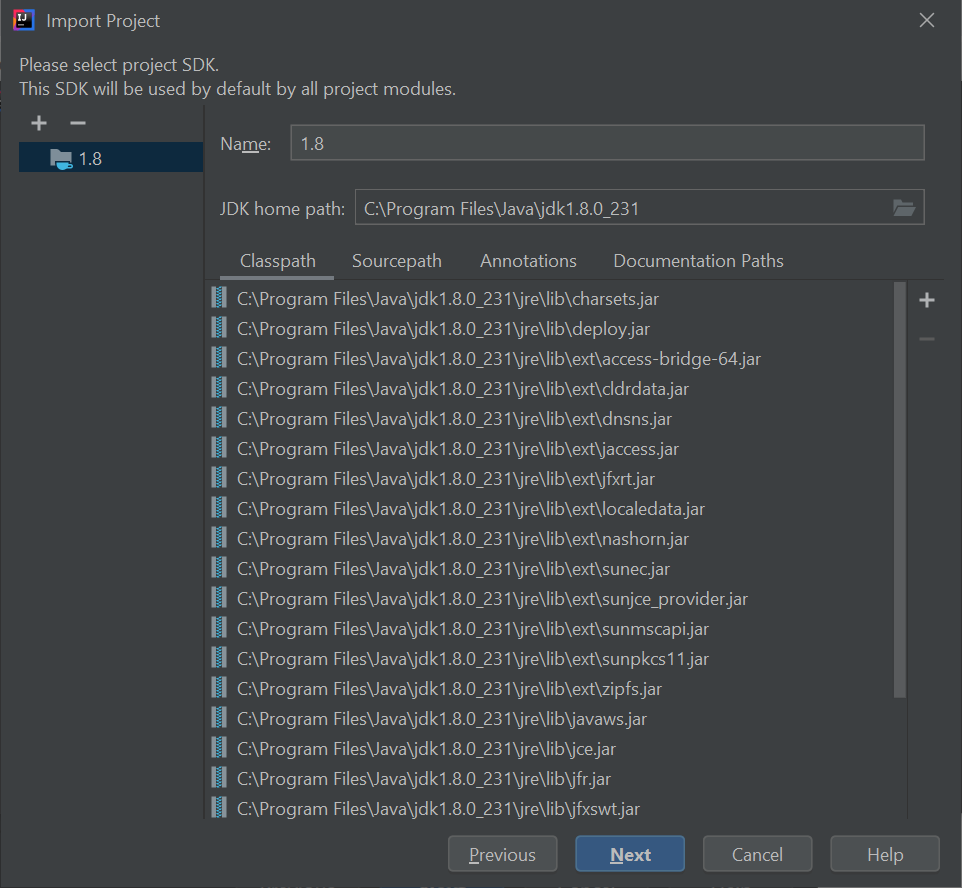 Import Project
Please select project SDK.
This SDK will be used by default by all project modules.
1.8
Name: 1.8
JDK home path: C:\Program Files\Java\jdk1.8.0_231
Classpath Sourcepath Annotations Documentation Paths
C:\Program Files\Java\jdk1.8.0_231\jre\lib\charsets.jar
C:\Program Files\Java\jdk1.8.0_231\jre\lib\deploy.jar
C:\Program Files\Java\jdk1.8.0_231\jre\lib\ext\access-bridge-64.jar
C:\Program Files\Java\jdk1.8.0_231\jre\lib\ext\cldrdata.jar
C:\Program Files\Java\jdk1.8.0_231\jre\lib\ext\dnsns.jar
C:\Program Files\Java\jdk1.8.0_231\jre\lib\ext\jaccess.jar
C:\Program Files\Java\jdk1.8.0_231\jre\lib\ext\jfxrt.jar
C:\Program Files\Java\jdk1.8.0_231\jre\lib\ext\localedata.jar
C:\Program Files\Java\jdk1.8.0_231\jre\lib\ext\nashorn.jar
C:\Program Files\Java\jdk1.8.0_231\jre\lib\ext\sunec.jar
C:\Program Files\Java\jdk1.8.0_231\jre\lib\ext\sunjce_provider.jar
C:\Program Files\Java\jdk1.8.0_231\jre\lib\ext\sunmscapi.jar
C:\Program Files\Java\jdk1.8.0_231\jre\lib\ext\sunpkcs11.jar
C:\Program Files\Java\jdk1.8.0_231\jre\lib\ext\zipfs.jar
C:\Program Files\Java\jdk1.8.0_231\jre\lib\javaws.jar
C:\Program Files\Java\jdk1.8.0_231\jre\lib\jce.jar
C:\Program Files\Java\jdk1.8.0_231\jre\lib\jfr.jar
C:\Program Files\Java\jdk1.8.0_231\jre\lib\jfxswt.jar
Previous Next Cancel Help